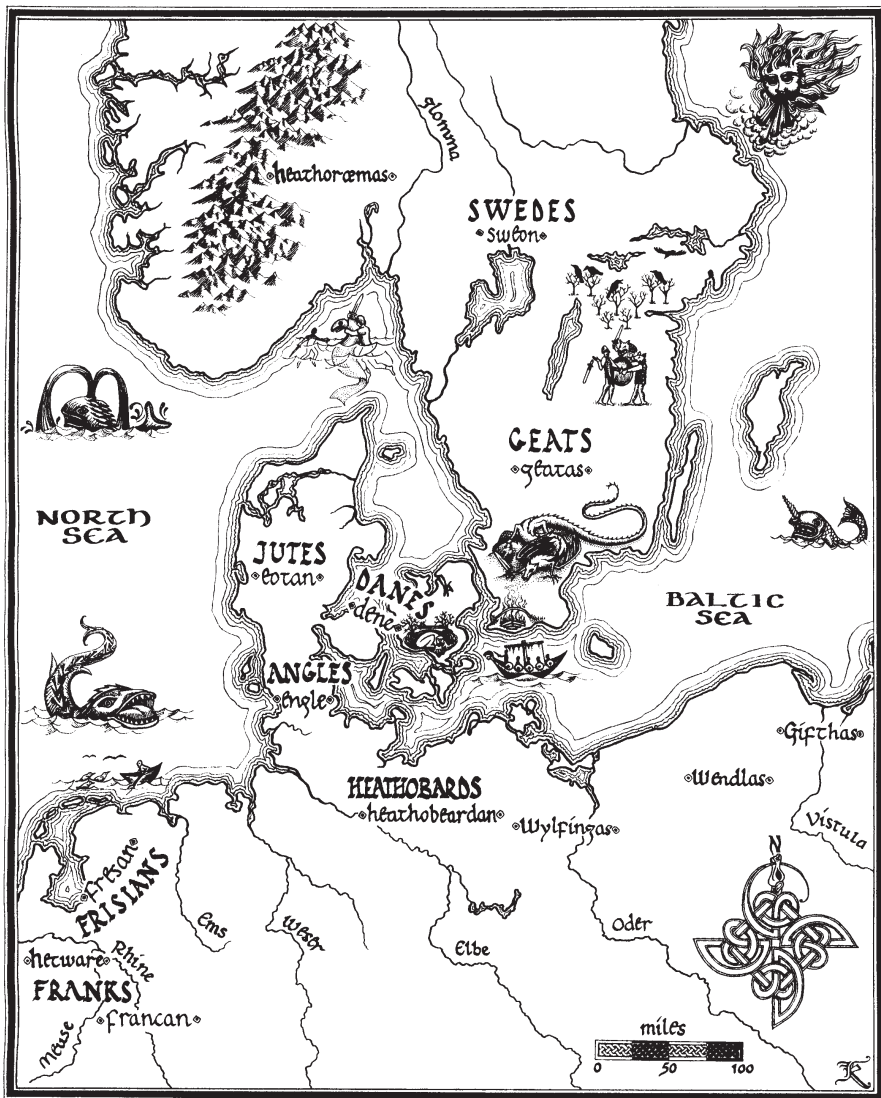 glomma
◦heathoræmas◦
SWEDES
◦sweon◦
GEATS
◦geatas◦
NORTH
SEA
JUTES
◦eotan◦
DANES
◦dene◦
BALTIC
SEA
ANGLES
◦engle◦
◦Gifthas◦
◦Wendlas◦
HEATHOBARDS
◦heathobeardan◦
◦Wylfingas◦
Vistula
N
◦fresan◦
FRISIANS
Ems
Weser
Elbe
Oder
◦hetware◦
Rhine
FRANKS
◦francan◦
Meuse
miles
0 50 100